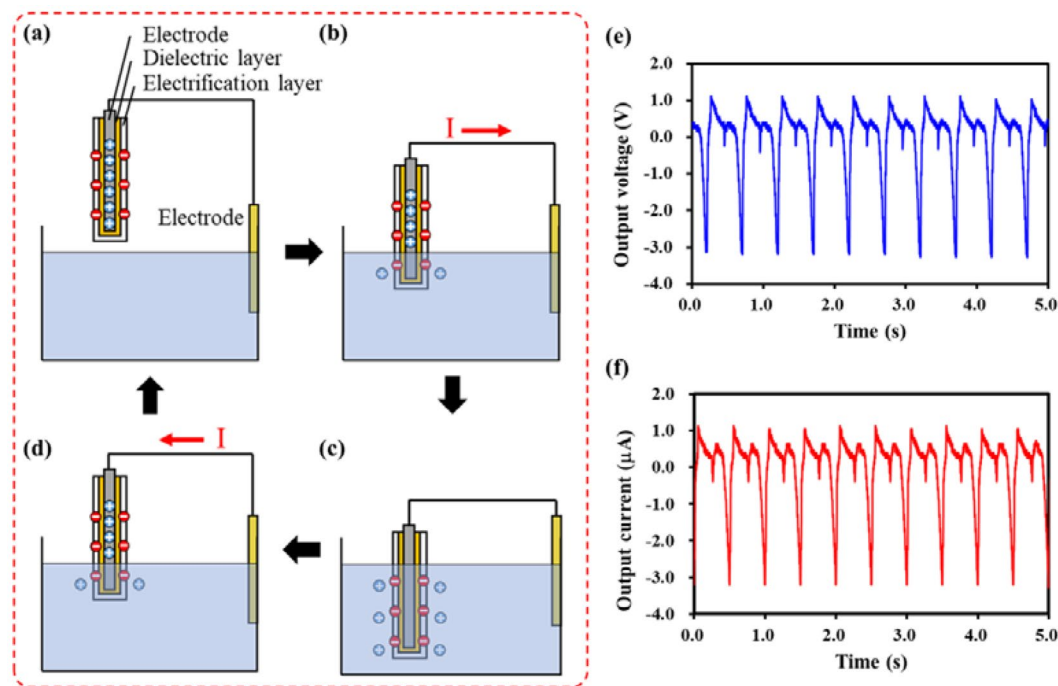 (a)
Electrode
Dielectric layer
Electrification layer
Electrode
(b)
I
(d)
I
(c)
(e)
2.0
1.0
0.0
-1.0
-2.0
-3.0
-4.0
Output voltage (V)
0.0 1.0 2.0 3.0 4.0 5.0
Time (s)
(f)
2.0
1.0
0.0
-1.0
-2.0
-3.0
-4.0
Output current (μA)
0.0 1.0 2.0 3.0 4.0 5.0
Time (s)